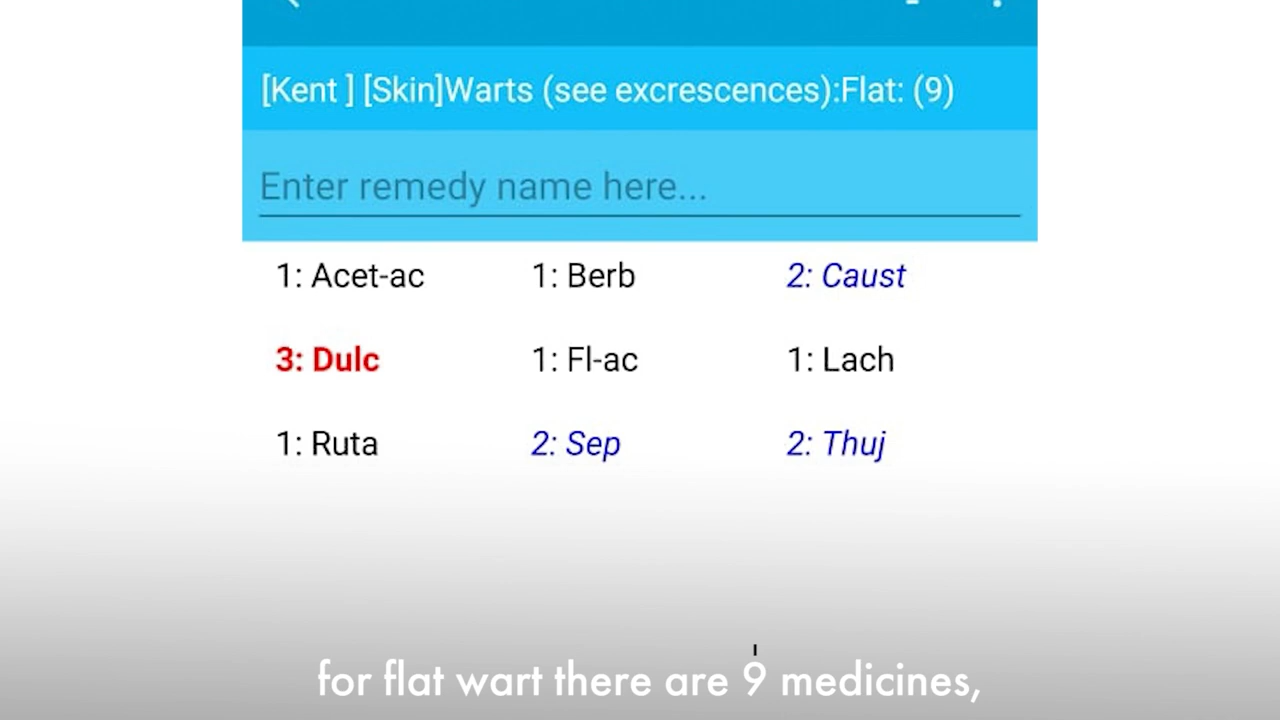 [Kent ] [Skin]Warts (see excrescences):Flat: (9)
Enter remedy name here...
1: Acet-ac 1: Berb 2: Caust
3: Dulc 1: Fl-ac 1: Lach
1: Ruta 2: Sep 2: Thuj
for flat wart there are 9 medicines,